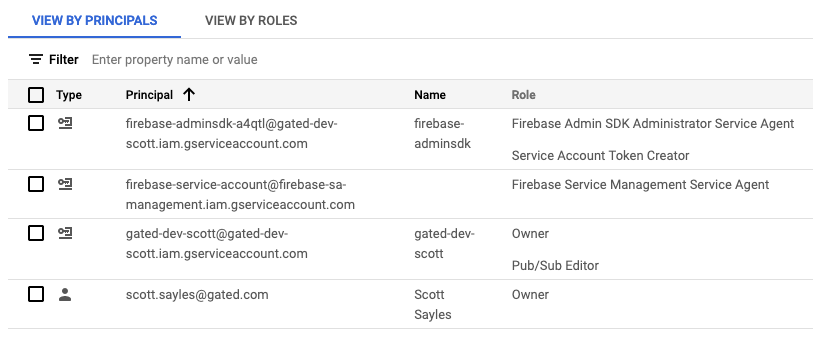 VIEW BY PRINCIPALS VIEW BY ROLES
Filter Enter property name or value
Type Principal Name Role
firebase-adminsdk-a4qtl@gated-dev- firebase- Firebase Admin SDK Administrator Service Agent
scott.iam.gserviceaccount.com adminsdk
Service Account Token Creator
firebase-service-account@firebase-sa- Firebase Service Management Service Agent
management.iam.gserviceaccount.com
gated-dev-scott@gated-dev- gated-dev- Owner
scott.iam.gserviceaccount.com scott
Pub/Sub Editor
scott.sayles@gated.com Scott Owner
Sayles